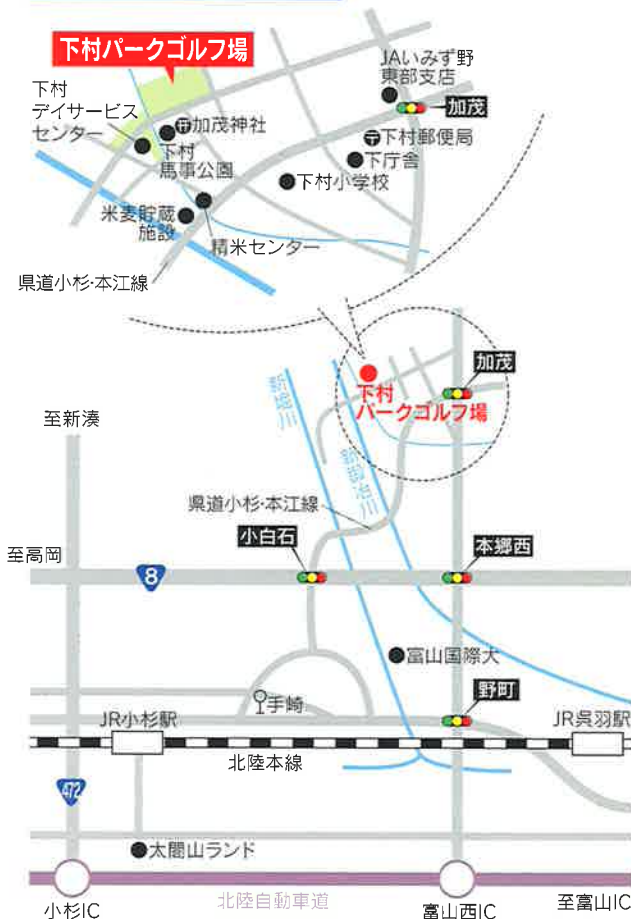 下村パークゴルフ場
JAいみず野
東部支店
加茂
下村
デイサービス
センター
加茂神社
下村
馬事公園
〒下村郵便局
下庁舎
下村小学校
米麦貯蔵
施設
精米センター
県道小杉・本江線
加茂
下村
パークゴルフ場
至新湊
県道小杉・本江線
小白石
本郷西
至高岡
8
富山国際大
野町
手崎
JR小杉駅
JR呉羽駅
北陸本線
472
太閤山ランド
小杉IC
北陸自動車道
富山西IC
至富山IC